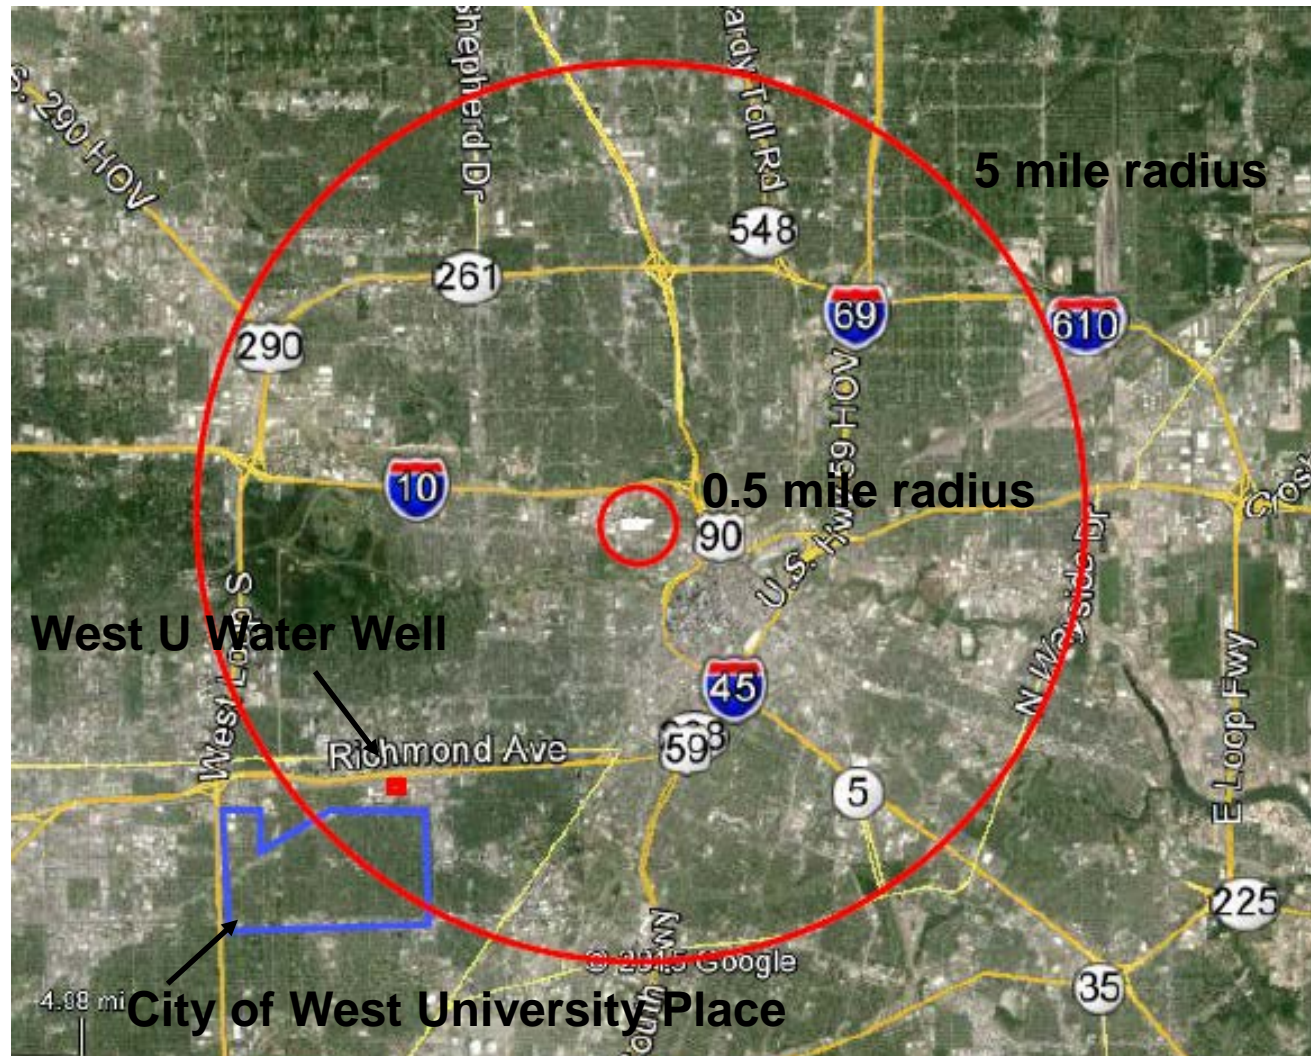 Shepherd Dr
ardy Toll Rd
S. 290 HOV
5 mile radius
548
261
69
610
290
U.S. Hwy 59 HOV
10
0.5 mile radius
90
N Wayside Dr
West Loop S
West U Water Well
45
E Loop Fwy
Richmond Ave
59
5
225
© 2015 Google
35
4.98 mi
City of West University Place